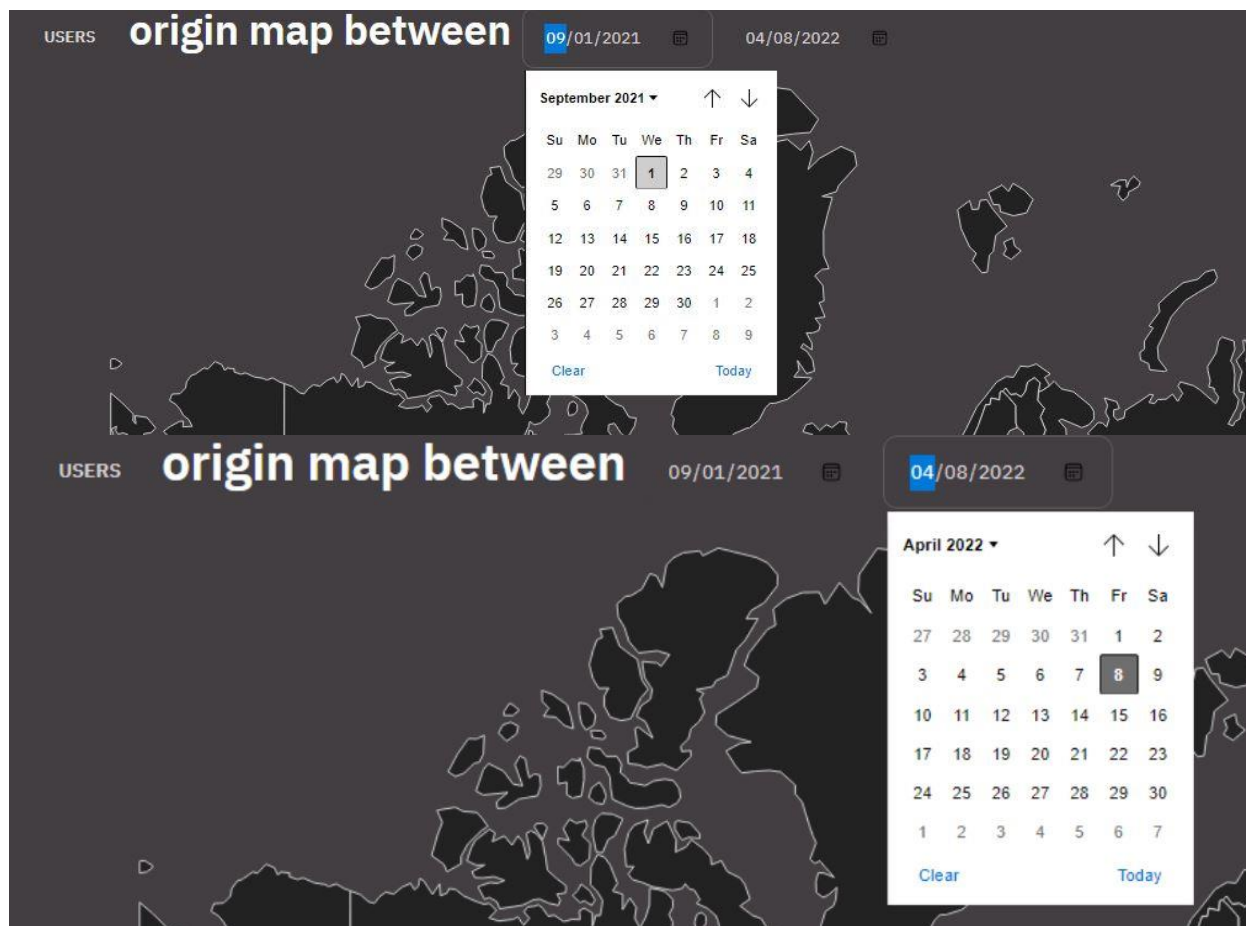 USERS origin map between 09/01/2021 04/08/2022
September 2021
Su Mo Tu We Th Fr Sa
29 30 31 1 2 3 4
5 6 7 8 9 10 11
12 13 14 15 16 17 18
19 20 21 22 23 24 25
26 27 28 29 30 1 2
3 4 5 6 7 8 9
Clear Today
USERS origin map between 09/01/2021 04/08/2022
April 2022
Su Mo Tu We Th Fr Sa
27 28 29 30 31 1 2
3 4 5 6 7 8 9
10 11 12 13 14 15 16
17 18 19 20 21 22 23
24 25 26 27 28 29 30
1 2 3 4 5 6 7
Clear Today